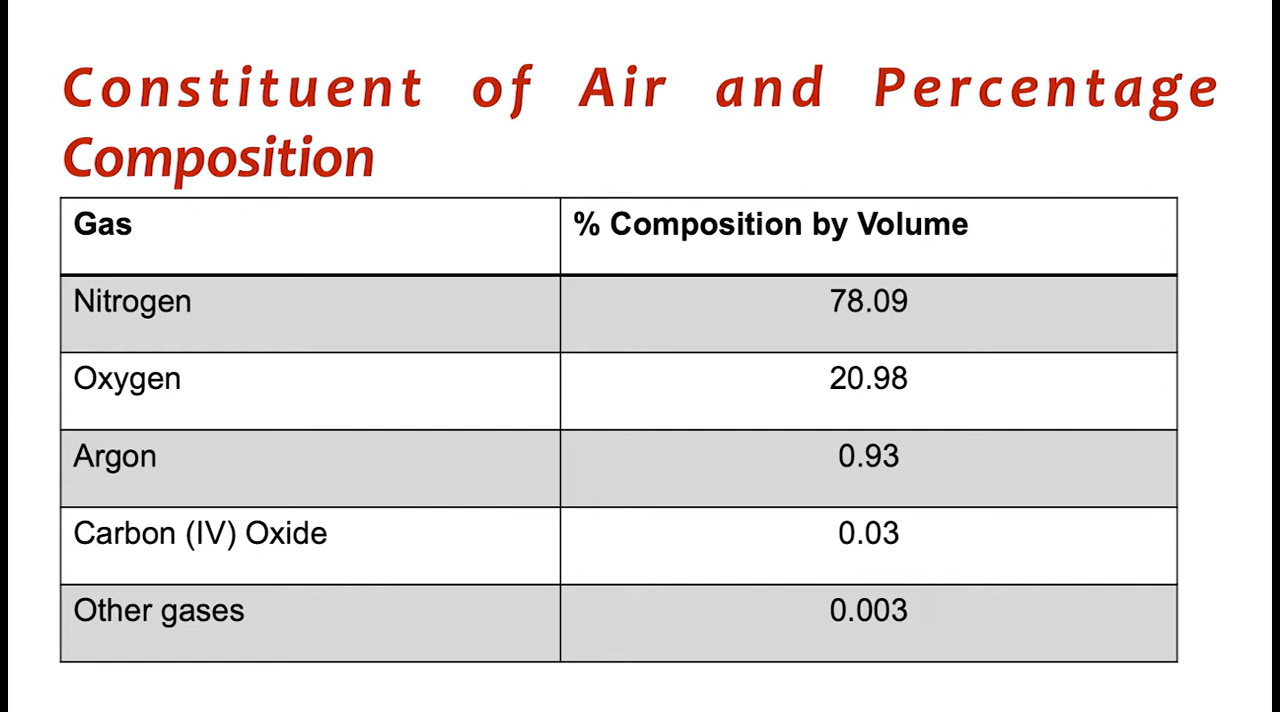 Constituent of Air and Percentage
Composition
Gas % Composition by Volume
Nitrogen 78.09
Oxygen 20.98
Argon 0.93
Carbon (IV) Oxide 0.03
Other gases 0.003